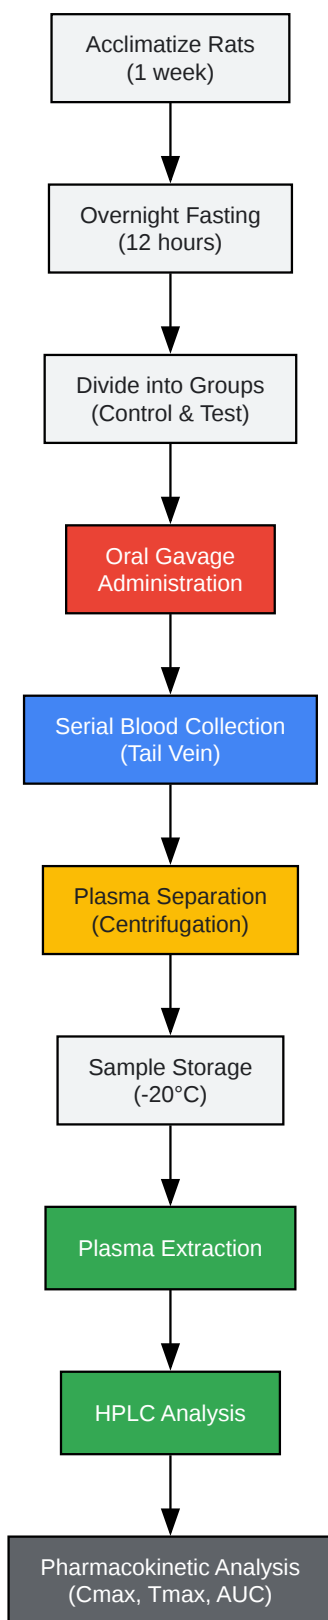 Acclimatize Rats
(1 week)
Overnight Fasting
(12 hours)
Divide into Groups
(Control & Test)
Oral Gavage
Administration
Serial Blood Collection
(Tail Vein)
Plasma Separation
(Centrifugation)
Sample Storage
(-20°C)
Plasma Extraction
HPLC Analysis
Pharmacokinetic Analysis
(Cmax, Tmax, AUC)